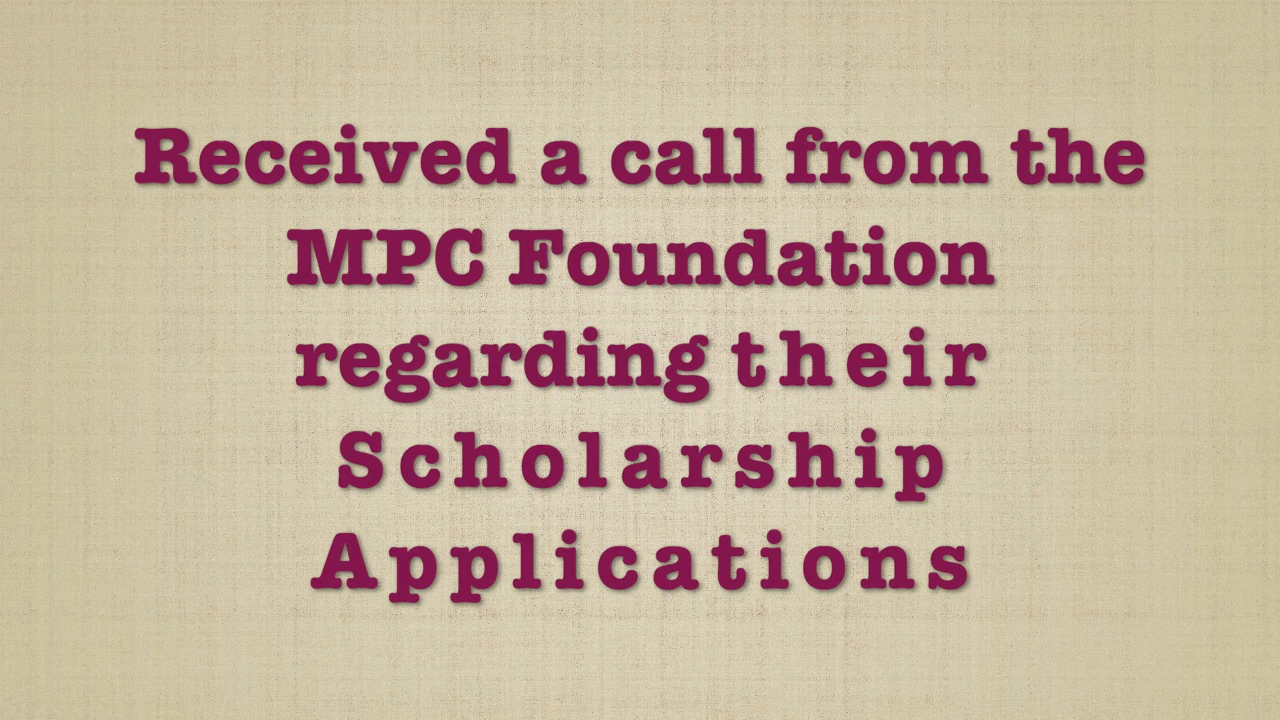 Received a call from the
MPC Foundation
regarding their
Scholarship
Applications